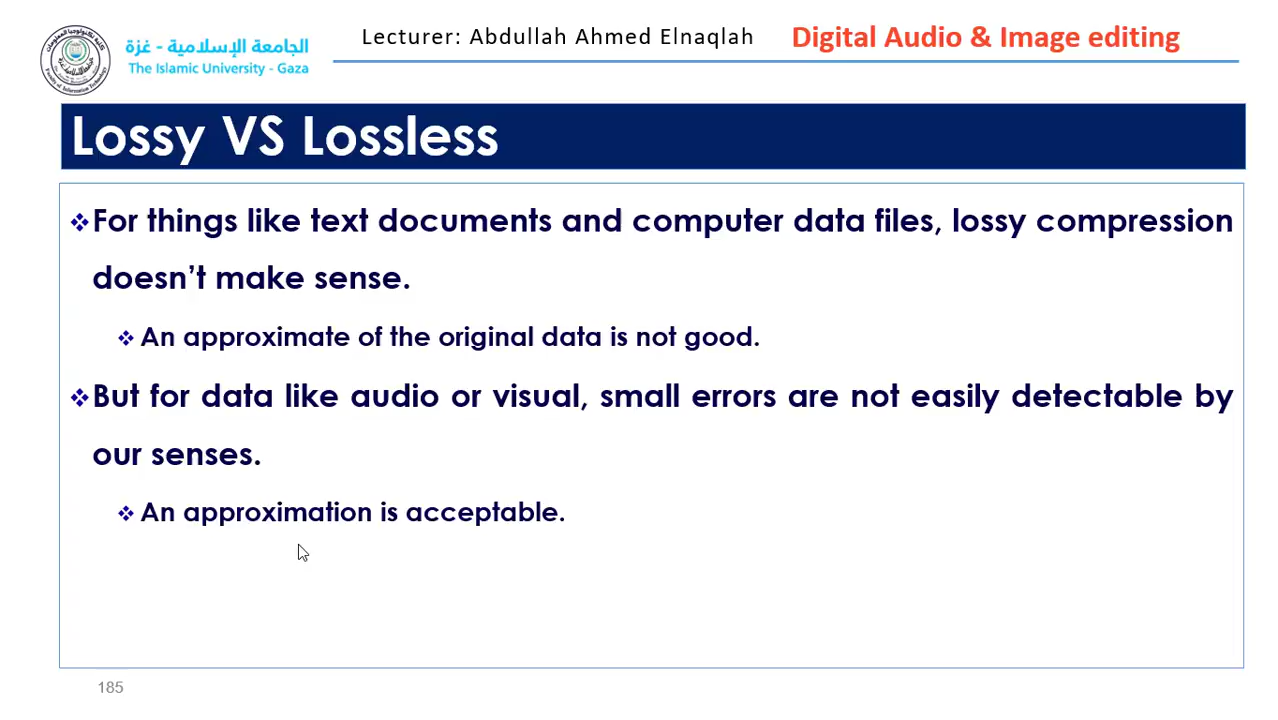 الجامعة الإسلامية - غزة
The Islamic University - Gaza
Lecturer: Abdullah Ahmed Elnaqlah
Digital Audio & Image editing
Lossy VS Lossless
❖For things like text documents and computer data files, lossy compression
doesn’t make sense.
❖An approximate of the original data is not good.
❖But for data like audio or visual, small errors are not easily detectable by
our senses.
❖An approximation is acceptable.
185